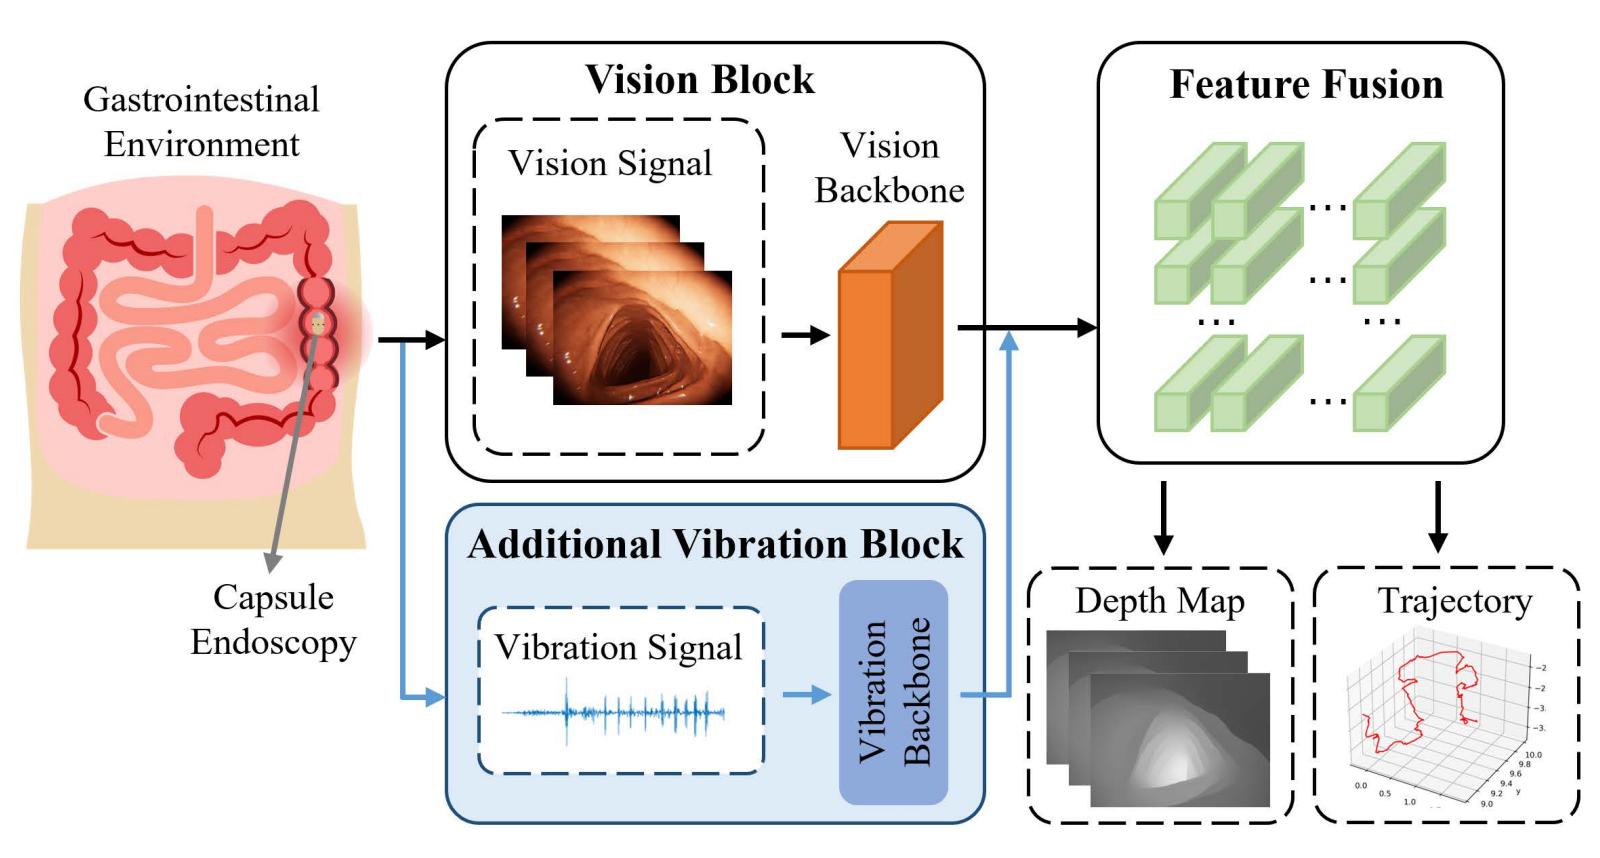 Gastrointestinal
Environment
Capsule
Endoscopy
Vision Block
Vision Signal
Vision
Backbone
Additional Vibration Block
Vibration Signal
Vibration
Backbone
Feature Fusion
...
...
...
...
...
Depth Map
Trajectory
-2
-2
-3.
-3.
10.0
9.8
9.6
9.4
9.2
9.0
y
0.0
0.5
1.0